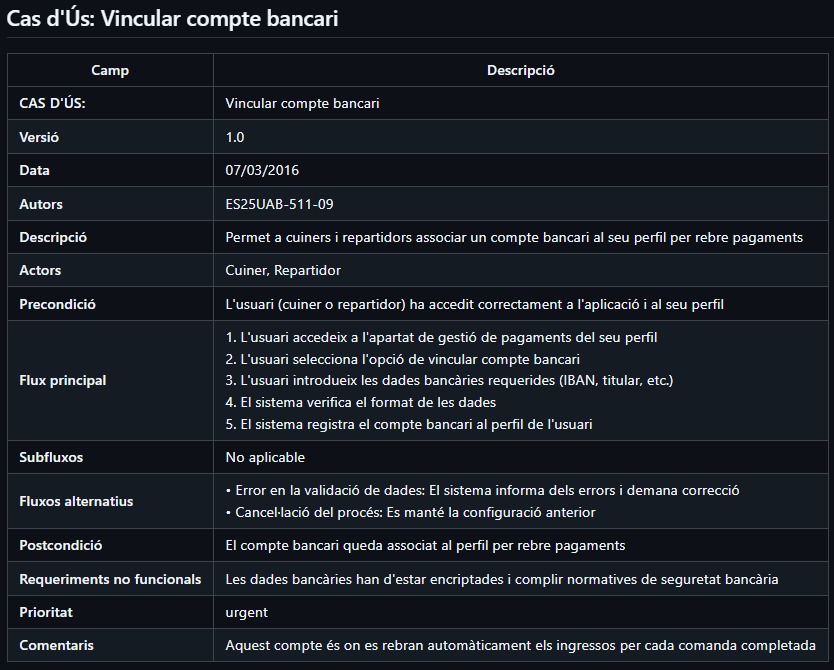 Cas d'Ús: Vincular compte bancari
Camp Descripció
CAS D'ÚS: Vincular compte bancari
Versió 1.0
Data 07/03/2016
Autors ES25UAB-511-09
Descripció Permet a cuiners i repartidors associar un compte bancari al seu perfil per rebre pagaments
Actors Cuiner, Repartidor
Precondició L'usuari (cuiner o repartidor) ha accedit correctament a l'aplicació i al seu perfil
Flux principal
1. L'usuari accedeix a l'apartat de gestió de pagaments del seu perfil
2. L'usuari selecciona l'opció de vincular compte bancari
3. L'usuari introdueix les dades bancàries requerides (IBAN, titular, etc.)
4. El sistema verifica el format de les dades
5. El sistema registra el compte bancari al perfil de l'usuari
Subfluxos No aplicable
Fluxos alternatius
• Error en la validació de dades: El sistema informa dels errors i demana correcció
• Cancel·lació del procés: Es manté la configuració anterior
Postcondició El compte bancari queda associat al perfil per rebre pagaments
Requeriments no funcionals Les dades bancàries han d'estar encriptades i complir normatives de seguretat bancària
Prioritat urgent
Comentaris Aquest compte és on es rebran automàticament els ingressos per cada comanda completada